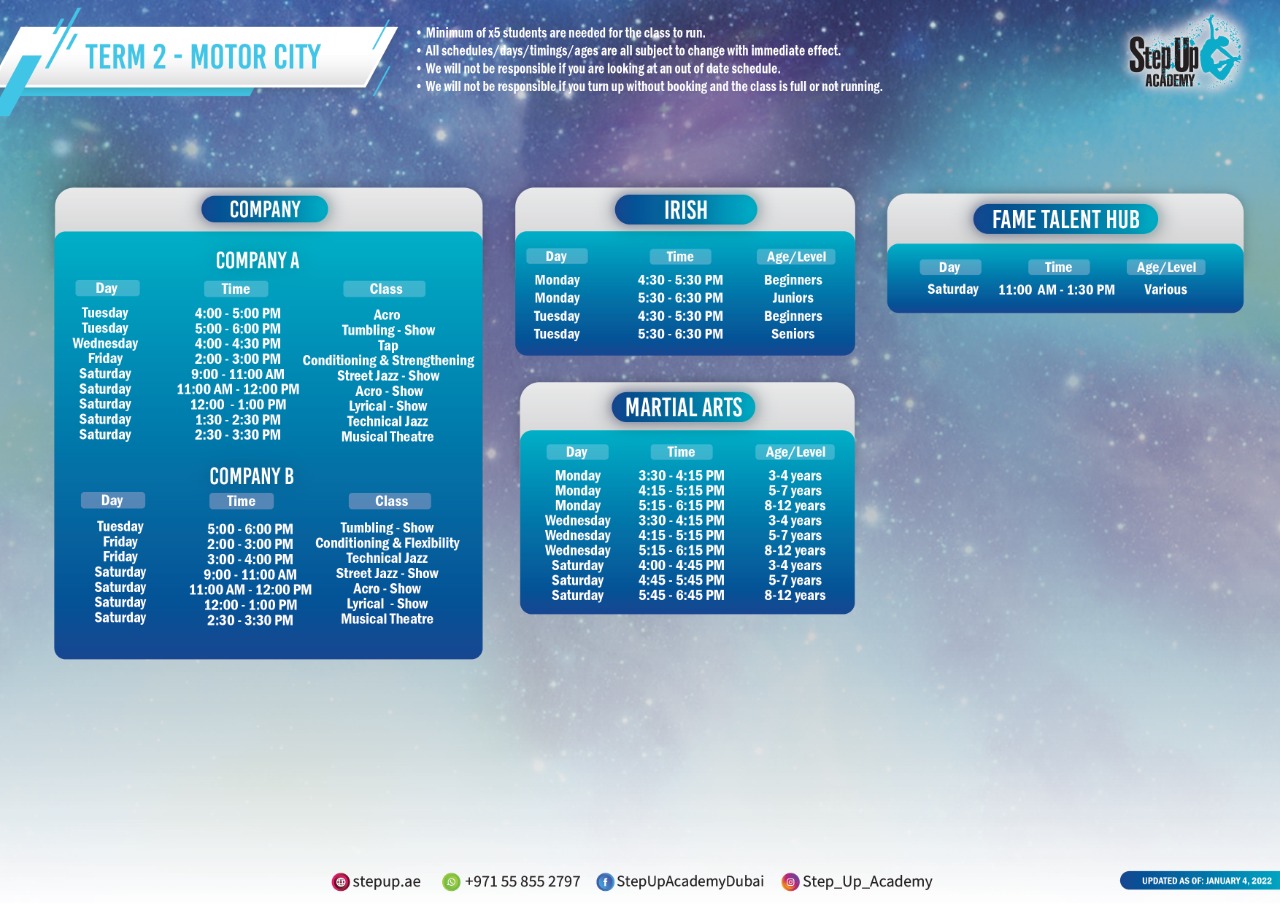 TERM 2 - MOTOR CITY
• Minimum of x5 students are needed for the class to run.
• All schedules/days/timings/ages are all subject to change with immediate effect.
• We will not be responsible if you are looking at an out of date schedule.
• We will not be responsible if you turn up without booking and the class is full or not running.
Step Up
ACADEMY
COMPANY
COMPANY A
Day Time Class
Tuesday 4:00 - 5:00 PM Acro
Tuesday 5:00 - 6:00 PM Tumbling - Show
Wednesday 4:00 - 4:30 PM Tap
Friday 2:00 - 3:00 PM Conditioning & Strengthening
Saturday 9:00 - 11:00 AM Street Jazz - Show
Saturday 11:00 AM - 12:00 PM Acro - Show
Saturday 12:00 - 1:00 PM Lyrical - Show
Saturday 1:30 - 2:30 PM Technical Jazz
Saturday 2:30 - 3:30 PM Musical Theatre
COMPANY B
Day Time Class
Tuesday 5:00 - 6:00 PM Tumbling - Show
Friday 2:00 - 3:00 PM Conditioning & Flexibility
Friday 3:00 - 4:00 PM Technical Jazz
Saturday 9:00 - 11:00 AM Street Jazz - Show
Saturday 11:00 AM - 12:00 PM Acro - Show
Saturday 12:00 - 1:00 PM Lyrical - Show
Saturday 2:30 - 3:30 PM Musical Theatre
IRISH
Day Time Age/Level
Monday 4:30 - 5:30 PM Beginners
Monday 5:30 - 6:30 PM Juniors
Tuesday 4:30 - 5:30 PM Beginners
Tuesday 5:30 - 6:30 PM Seniors
MARTIAL ARTS
Day Time Age/Level
Monday 3:30 - 4:15 PM 3-4 years
Monday 4:15 - 5:15 PM 5-7 years
Monday 5:15 - 6:15 PM 8-12 years
Wednesday 3:30 - 4:15 PM 3-4 years
Wednesday 4:15 - 5:15 PM 5-7 years
Wednesday 5:15 - 6:15 PM 8-12 years
Saturday 4:00 - 4:45 PM 3-4 years
Saturday 4:45 - 5:45 PM 5-7 years
Saturday 5:45 - 6:45 PM 8-12 years
FAME TALENT HUB
Day Time Age/Level
Saturday 11:00 AM - 1:30 PM Various
stepup.ae +971 55 855 2797 StepUpAcademyDubai Step_Up_Academy
UPDATED AS OF: JANUARY 4, 2022